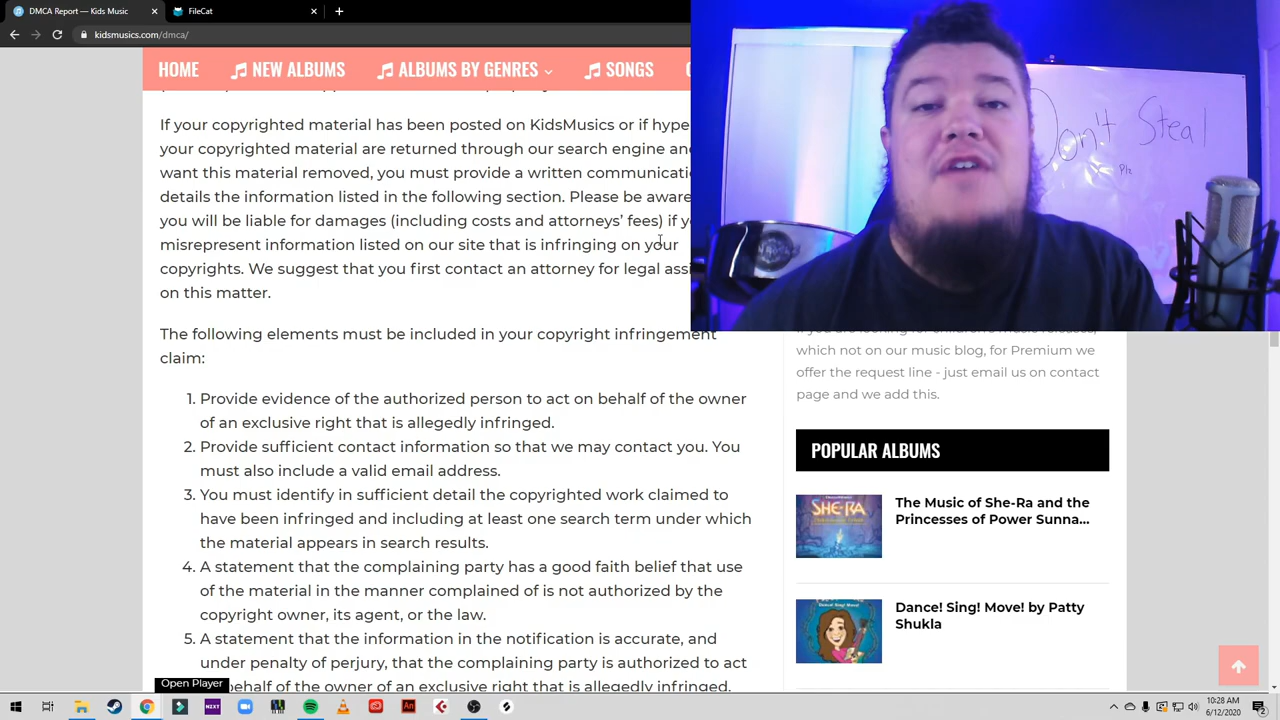 DMCA Report — Kids Music
FileCat
kidsmusics.com/dmca/
HOME
NEW ALBUMS
ALBUMS BY GENRES
SONGS
If your copyrighted material has been posted on KidsMusics or if hype
your copyrighted material are returned through our search engine an
want this material removed, you must provide a written communicati
details the information listed in the following section. Please be aware
you will be liable for damages (including costs and attorneys' fees) if y
misrepresent information listed on our site that is infringing on your
copyrights. We suggest that you first contact an attorney for legal assi
on this matter.
The following elements must be included in your copyright infringement
claim:
1. Provide evidence of the authorized person to act on behalf of the owner
of an exclusive right that is allegedly infringed.
2. Provide sufficient contact information so that we may contact you. You
must also include a valid email address.
3. You must identify in sufficient detail the copyrighted work claimed to
have been infringed and including at least one search term under which
the material appears in search results.
4. A statement that the complaining party has a good faith belief that use
of the material in the manner complained of is not authorized by the
copyright owner, its agent, or the law.
5. A statement that the information in the notification is accurate, and
under penalty of perjury, that the complaining party is authorized to act
behalf of the owner of an exclusive right that is allegedly infringed.
Open Player
Don't Steal
Plz
which not on our music blog, for Premium we
offer the request line - just email us on contact
page and we add this.
POPULAR ALBUMS
SHE-RA
The Music of She-Ra and the
Princesses of Power Sunna...
Dance! Sing! Move!
Dance! Sing! Move! by Patty
Shukla
NZXT
Ai
An
10:28 AM
6/12/2020
2